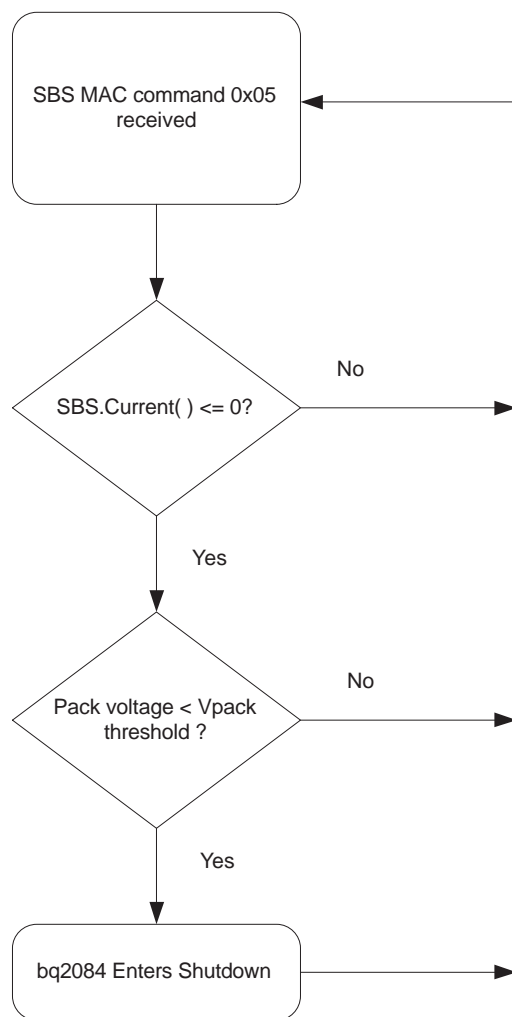 SBS MAC command 0x05
received
SBS.Current( ) <= 0?
No
Yes
Pack voltage < Vpack
threshold ?
No
Yes
bq2084 Enters Shutdown